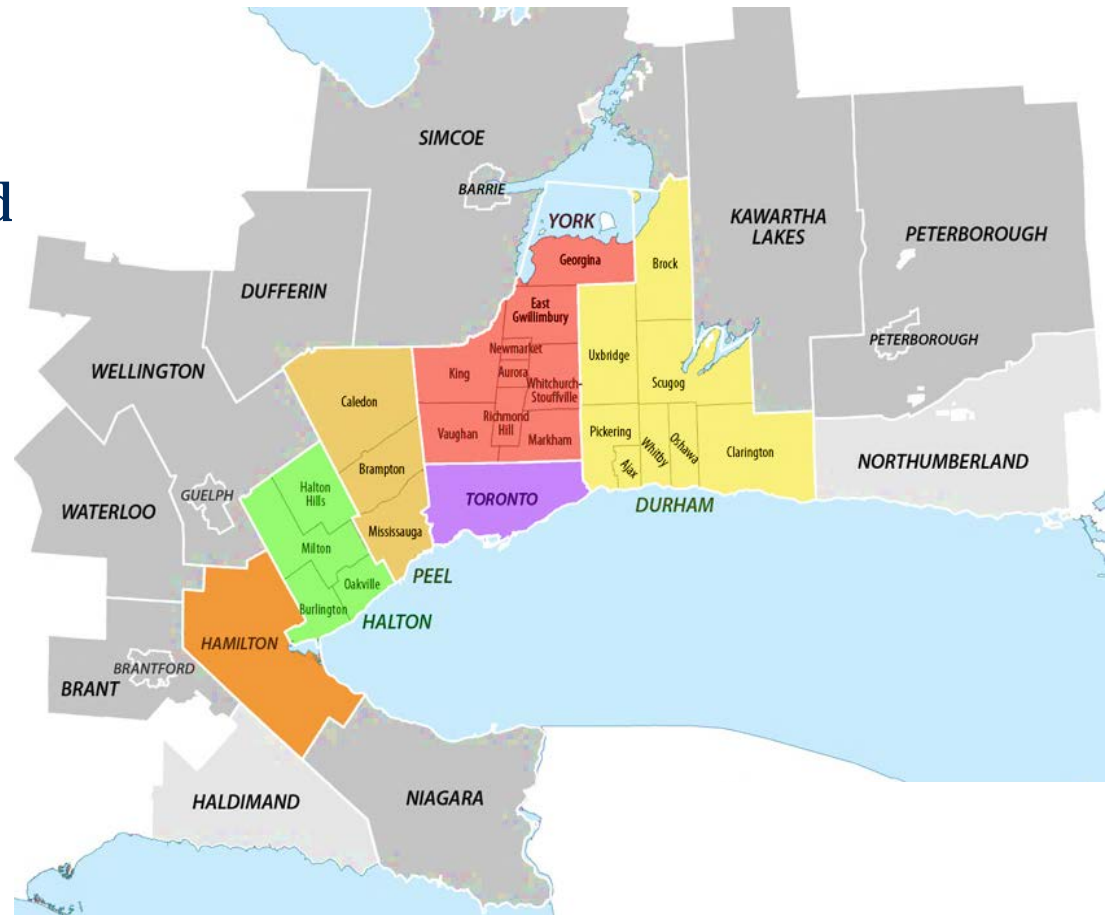 d
SIMCOE
BARRIE
YORK
KAWARTHA
LAKES
PETERBOROUGH
Georgina
Brock
DUFFERIN
East
Gwillimbury
PETERBOROUGH
Newmarket
Uxbridge
WELLINGTON
King
Aurora
Scugog
Whitchurch-
Stouffville
Caledon
Richmond
Hill
Vaughan
Markham
Pickering
Ajax
Whitby
Oshawa
Clarington
NORTHUMBERLAND
Brampton
Halton
Hills
GUELPH
TORONTO
DURHAM
WATERLOO
Mississauga
Milton
Oakville
PEEL
Burlington
HALTON
HAMILTON
BRANTFORD
BRANT
HALDIMAND
NIAGARA